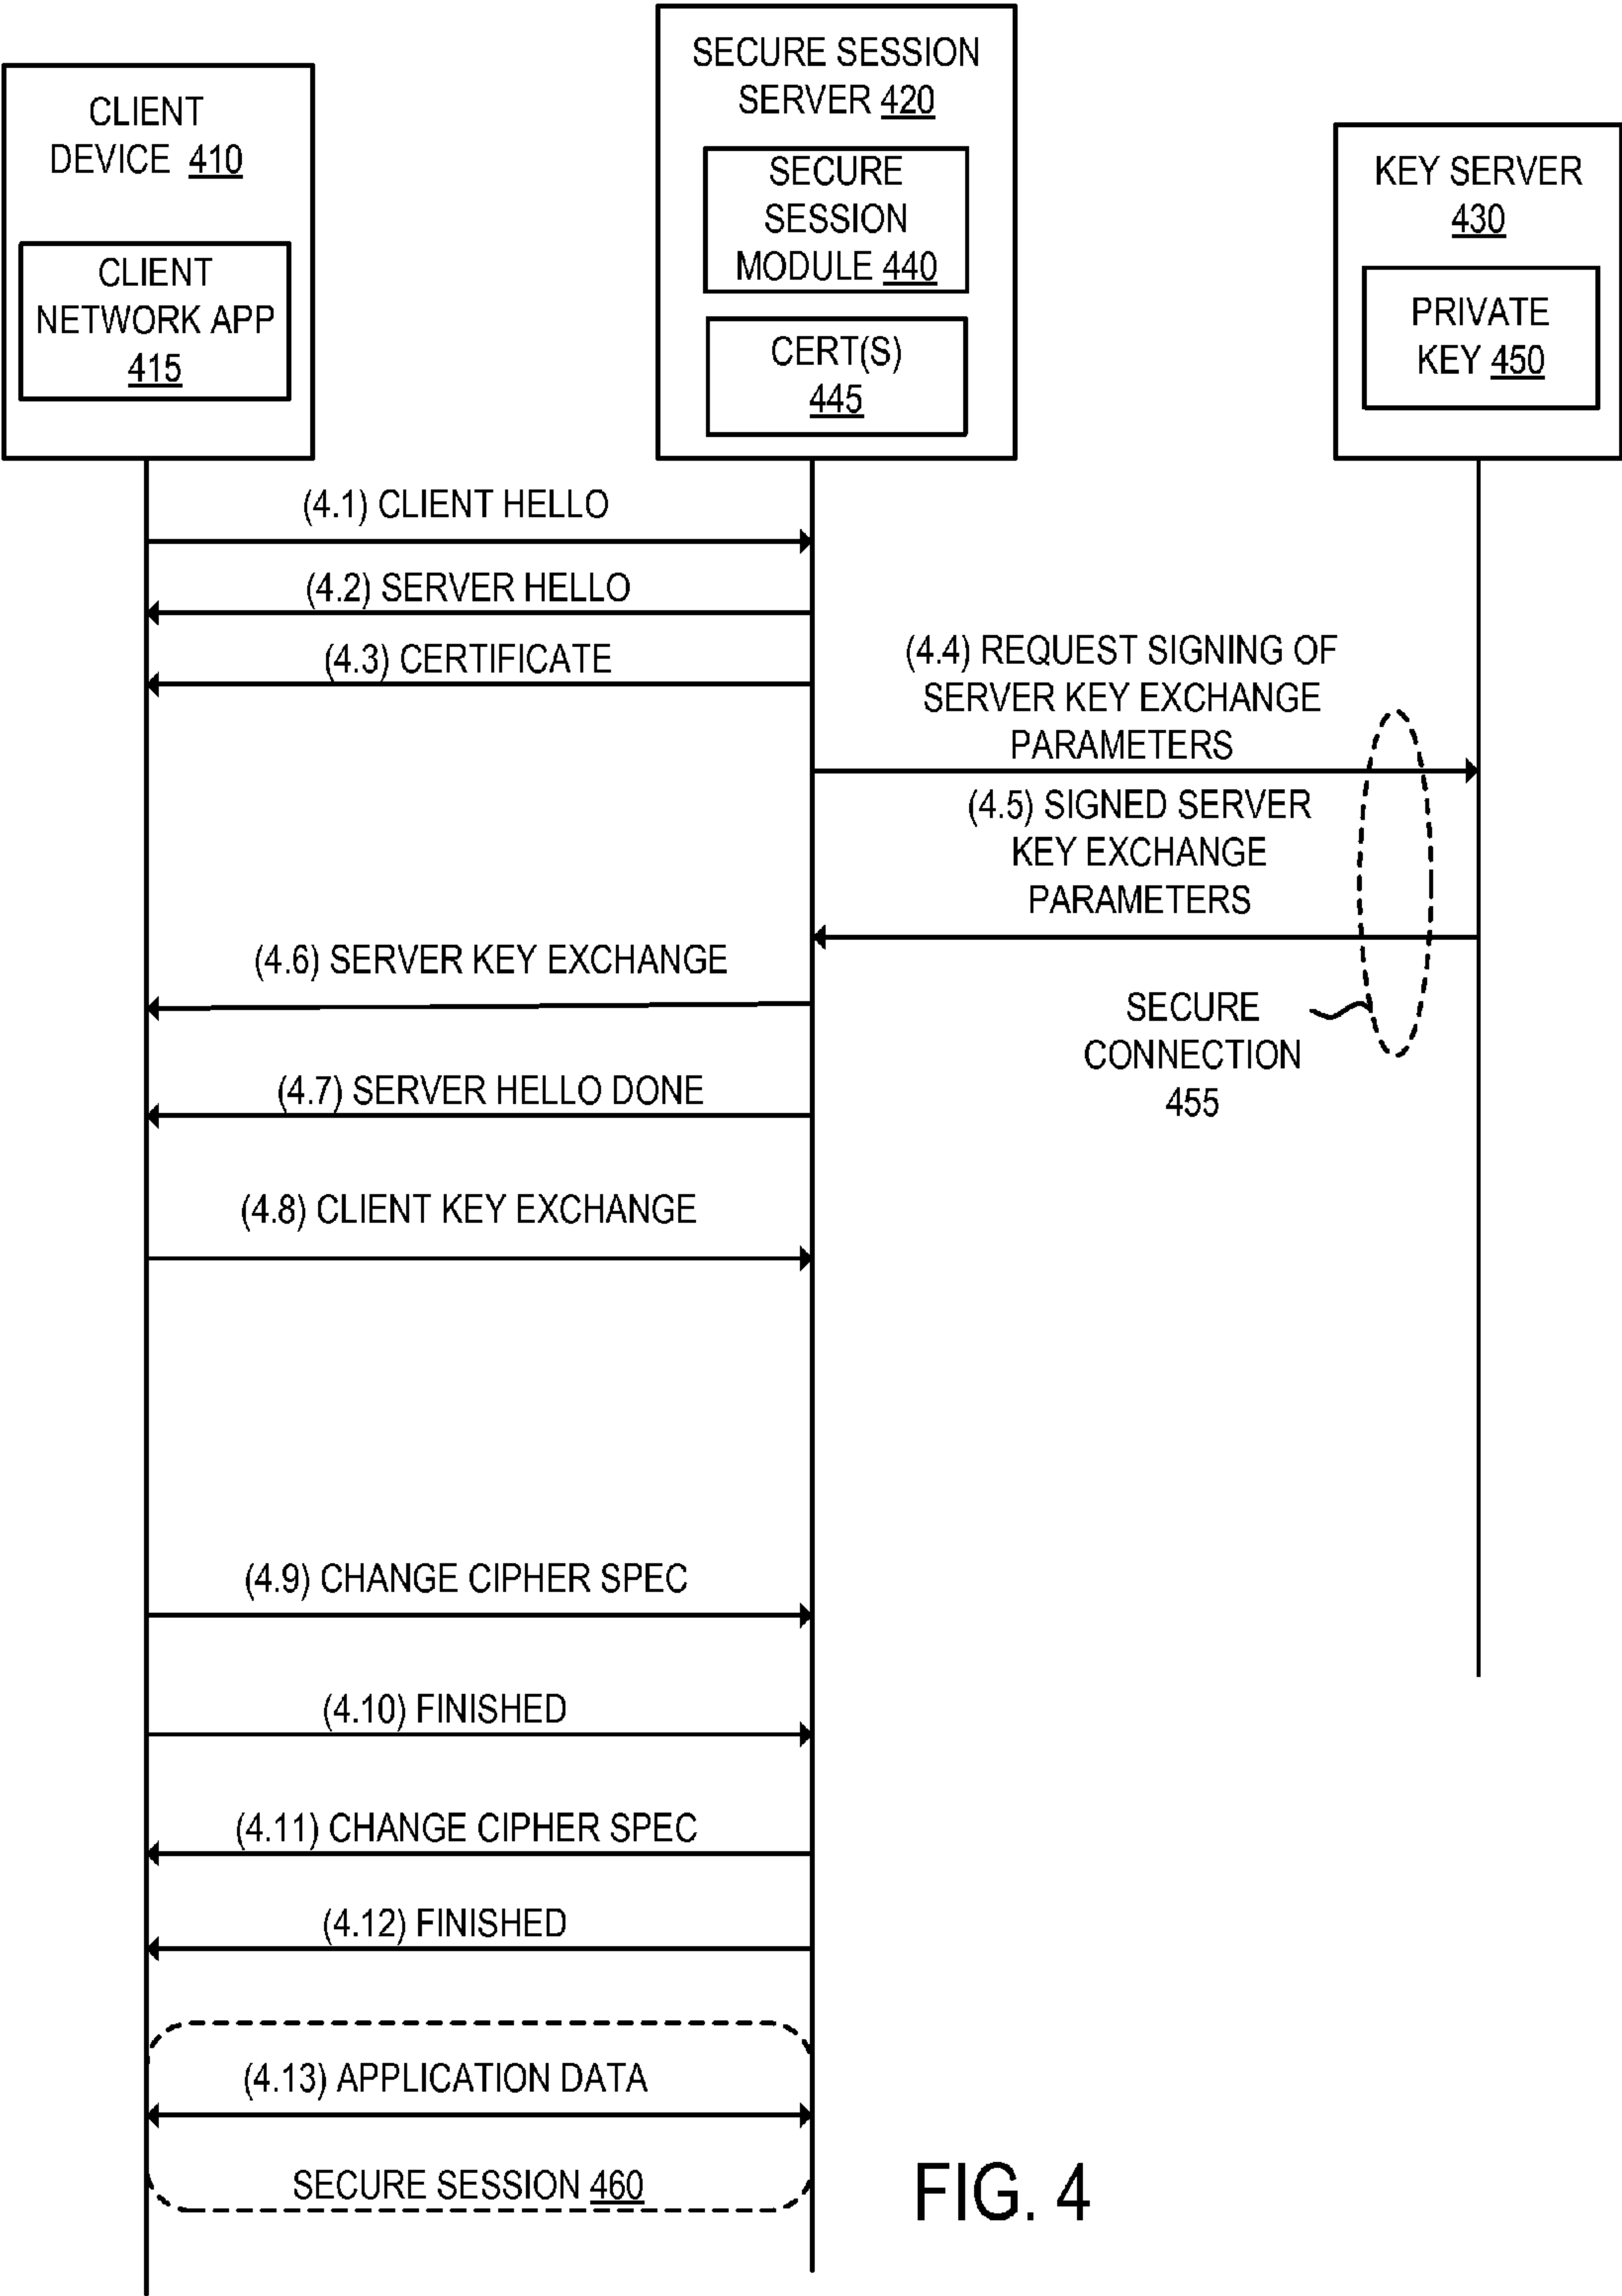 CLIENT
DEVICE 410
CLIENT
NETWORK APP
415
SECURE SESSION
SERVER 420
SECURE
SESSION
MODULE 440
CERT(S)
445
KEY SERVER
430
PRIVATE
KEY 450
(4.1) CLIENT HELLO
(4.2) SERVER HELLO
(4.3) CERTIFICATE
(4.4) REQUEST SIGNING OF
SERVER KEY EXCHANGE
PARAMETERS
(4.5) SIGNED SERVER
KEY EXCHANGE
PARAMETERS
(4.6) SERVER KEY EXCHANGE
SECURE
CONNECTION
455
(4.7) SERVER HELLO DONE
(4.8) CLIENT KEY EXCHANGE
(4.9) CHANGE CIPHER SPEC
(4.10) FINISHED
(4.11) CHANGE CIPHER SPEC
(4.12) FINISHED
(4.13) APPLICATION DATA
SECURE SESSION 460
FIG. 4